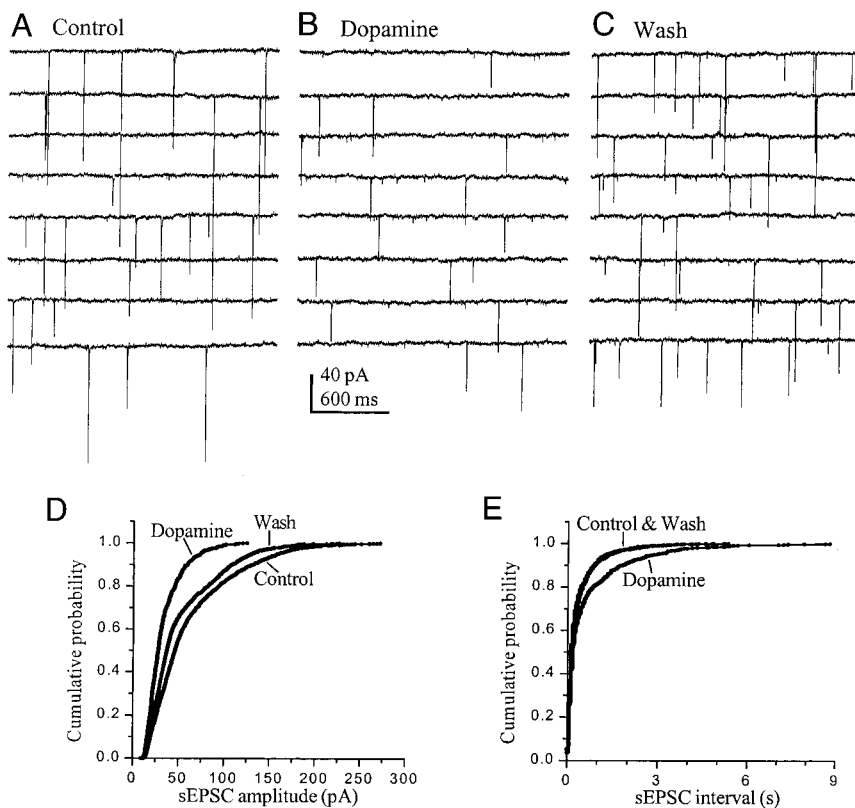 A Control
B Dopamine
C Wash
40 pA
600 ms
D
Dopamine
Wash
Control
1.0
0.8
0.6
0.4
0.2
0.0
Cumulative probability
0 50 100 150 200 250 300
sEPSC amplitude (pA)
E
Control & Wash
Dopamine
1.0
0.8
0.6
0.4
0.2
0.0
Cumulative probability
0 3 6 9
sEPSC interval (s)